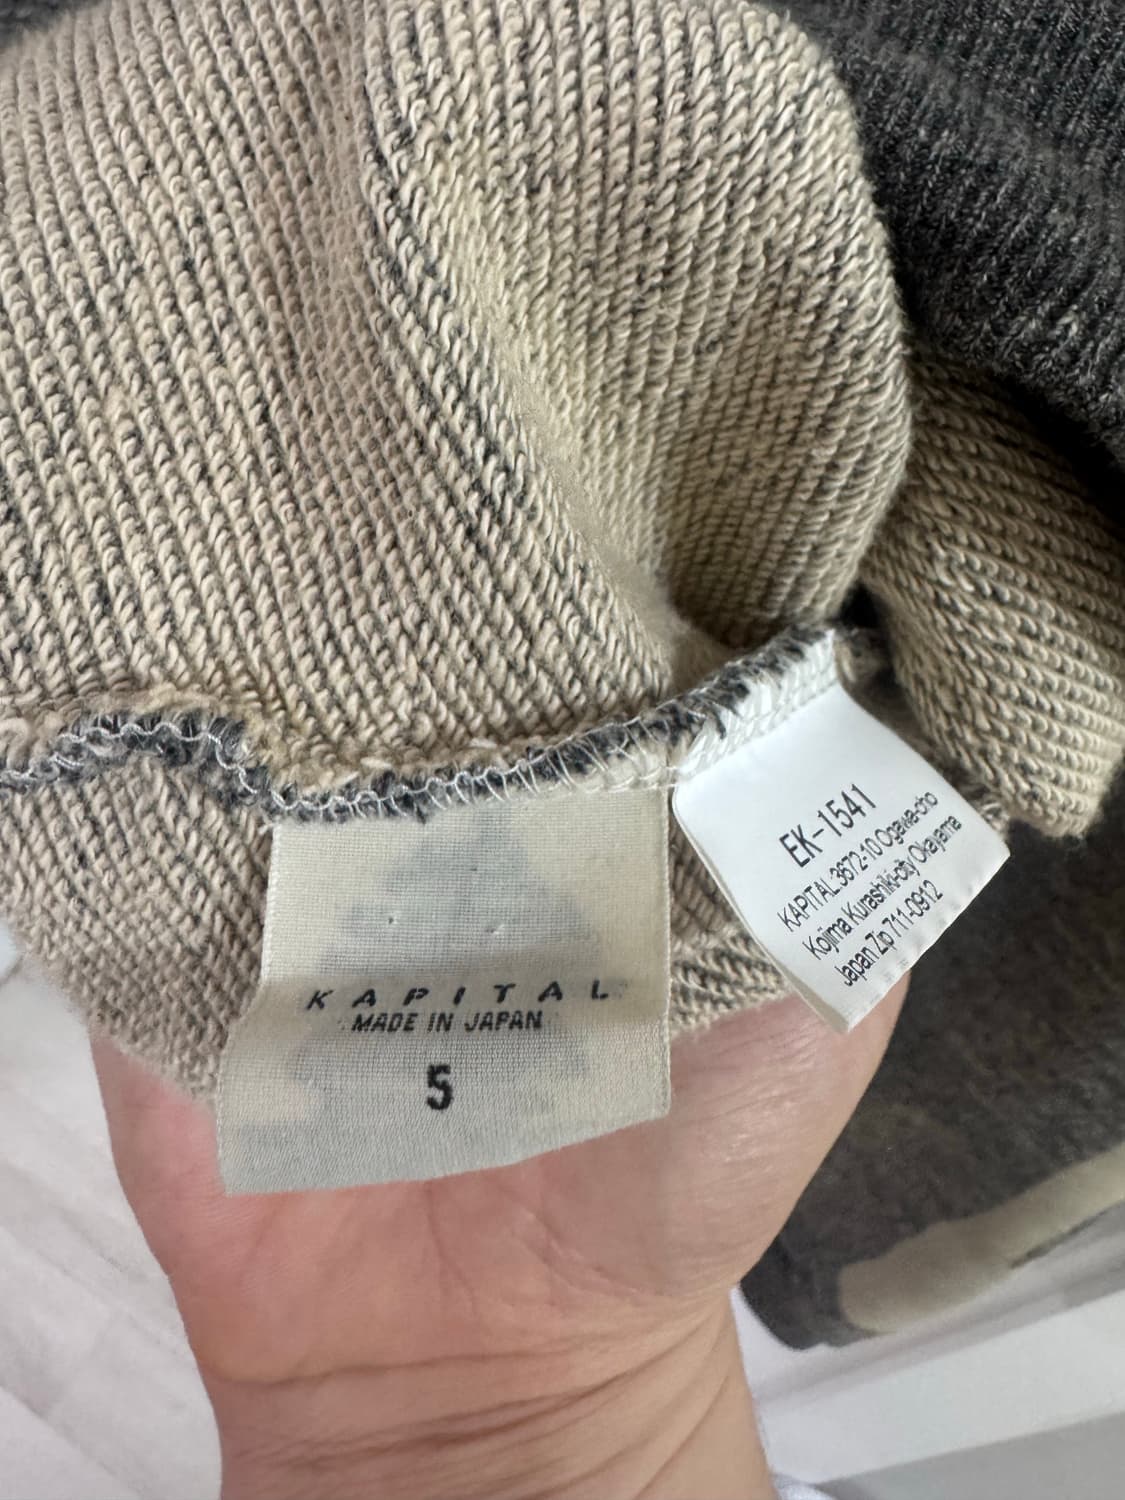 KAPITAL
MADE IN JAPAN
5
EK-1541
KAPITAL:3672-10 Ogawa-cho
Kojima Kurashiki-city Okayama
Japan Zip 711-0912